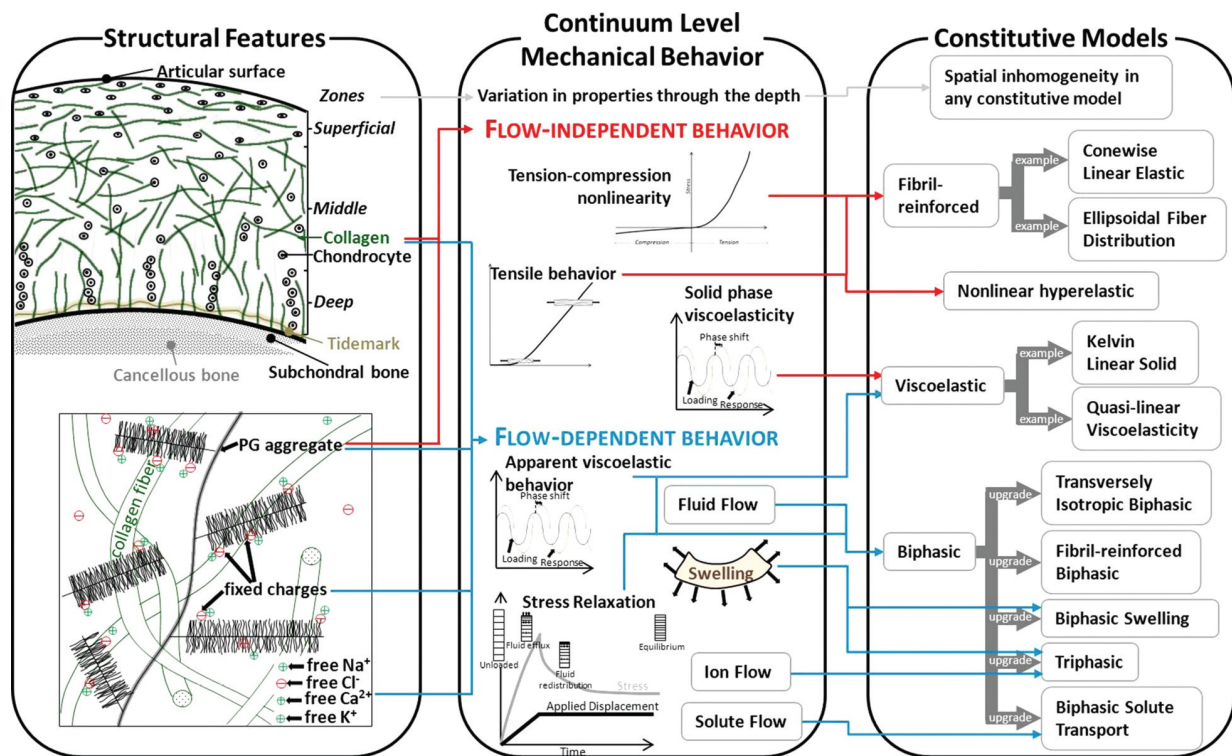 Structural Features
Articular surface
Zones
Superficial
Middle
Collagen
Chondrocyte
Deep
Tidemark
Cancellous bone
Subchondral bone
PG aggregate
collagen fiber
fixed charges
free Na⁺
free Cl⁻
free Ca²⁺
free K⁺
Continuum Level
Mechanical Behavior
Variation in properties through the depth
FLOW-INDEPENDENT BEHAVIOR
Tension-compression
nonlinearity
Stress
Compression
Tension
Tensile behavior
Solid phase
viscoelasticity
Phase shift
Loading
Response
FLOW-DEPENDENT BEHAVIOR
Apparent viscoelastic
behavior
Phase shift
Loading
Response
Fluid Flow
Swelling
Stress Relaxation
Unloaded
Fluid efflux
Fluid
redistribution
Equilibrium
Stress
Applied Displacement
Time
Ion Flow
Solute Flow
Constitutive Models
Spatial inhomogeneity in
any constitutive model
Fibril-
reinforced
example
Conewise
Linear Elastic
example
Ellipsoidal Fiber
Distribution
Nonlinear hyperelastic
Viscoelastic
example
Kelvin
Linear Solid
example
Quasi-linear
Viscoelasticity
Biphasic
upgrade
Transversely
Isotropic Biphasic
upgrade
Fibril-reinforced
Biphasic
upgrade
Biphasic Swelling
upgrade
Triphasic
upgrade
Biphasic Solute
Transport